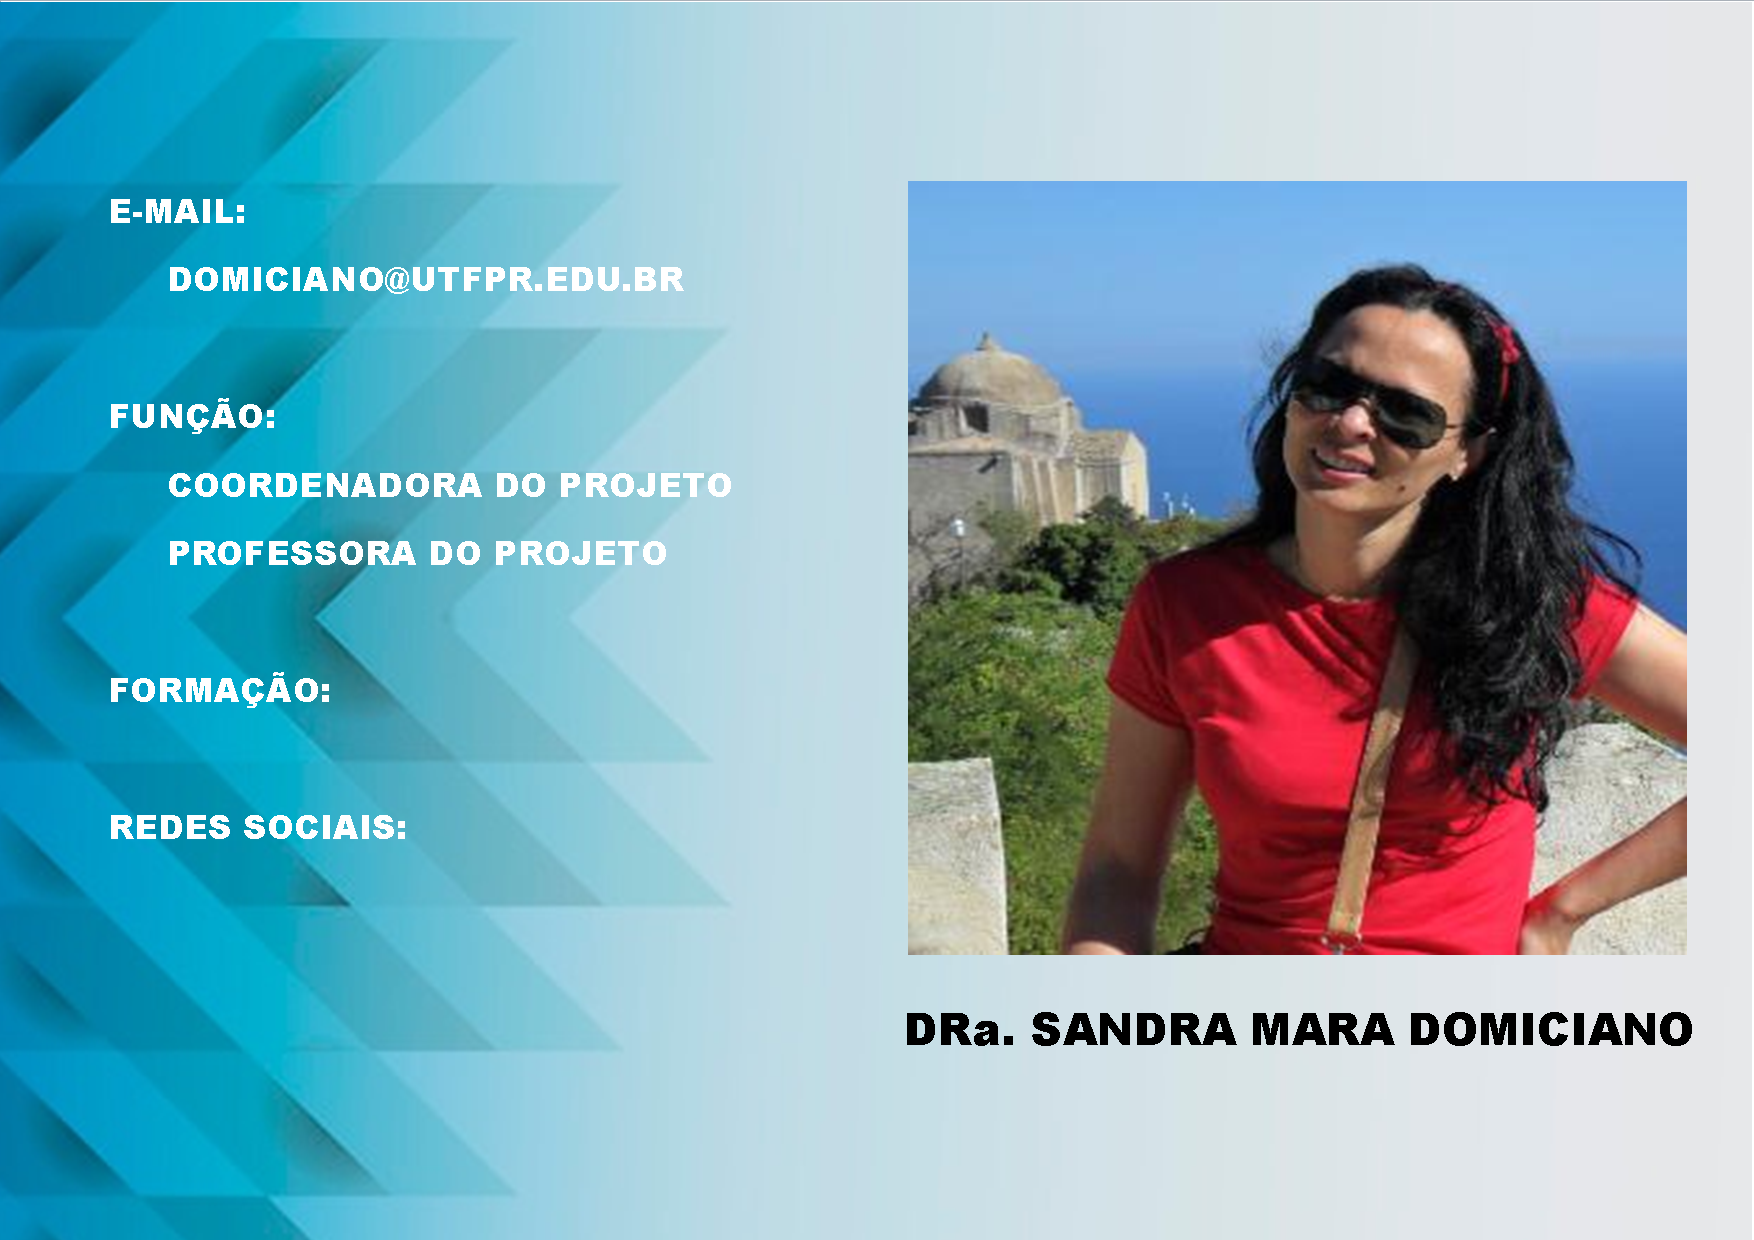 E-MAIL:
DOMICIANO@UTFPR.EDU.BR
FUNÇÃO:
COORDENADORA DO PROJETO
PROFESSORA DO PROJETO
FORMAÇÃO:
REDES SOCIAIS:
DRa. SANDRA MARA DOMICIANO